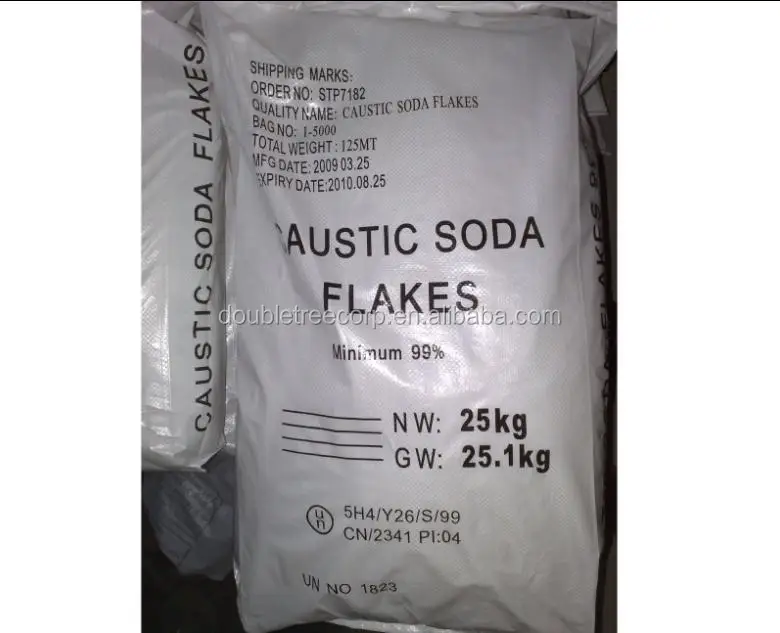 SHIPPING MARKS:
ORDER NO: STP7182
QUALITY NAME: CAUSTIC SODA FLAKES
BAG NO: 1-5000
TOTAL WEIGHT: 125MT
MFG DATE: 2009 03.25
EXPIRY DATE:2010.08.25
CAUSTIC SODA
FLAKES
doubletreecorp.en.alibaba.com
Minimum 99%
NW: 25kg
GW: 25.1kg
un
5H4/Y26/S/99
CN/2341 PI:04
UN NO 1823
CAUSTIC SODA FLAKES